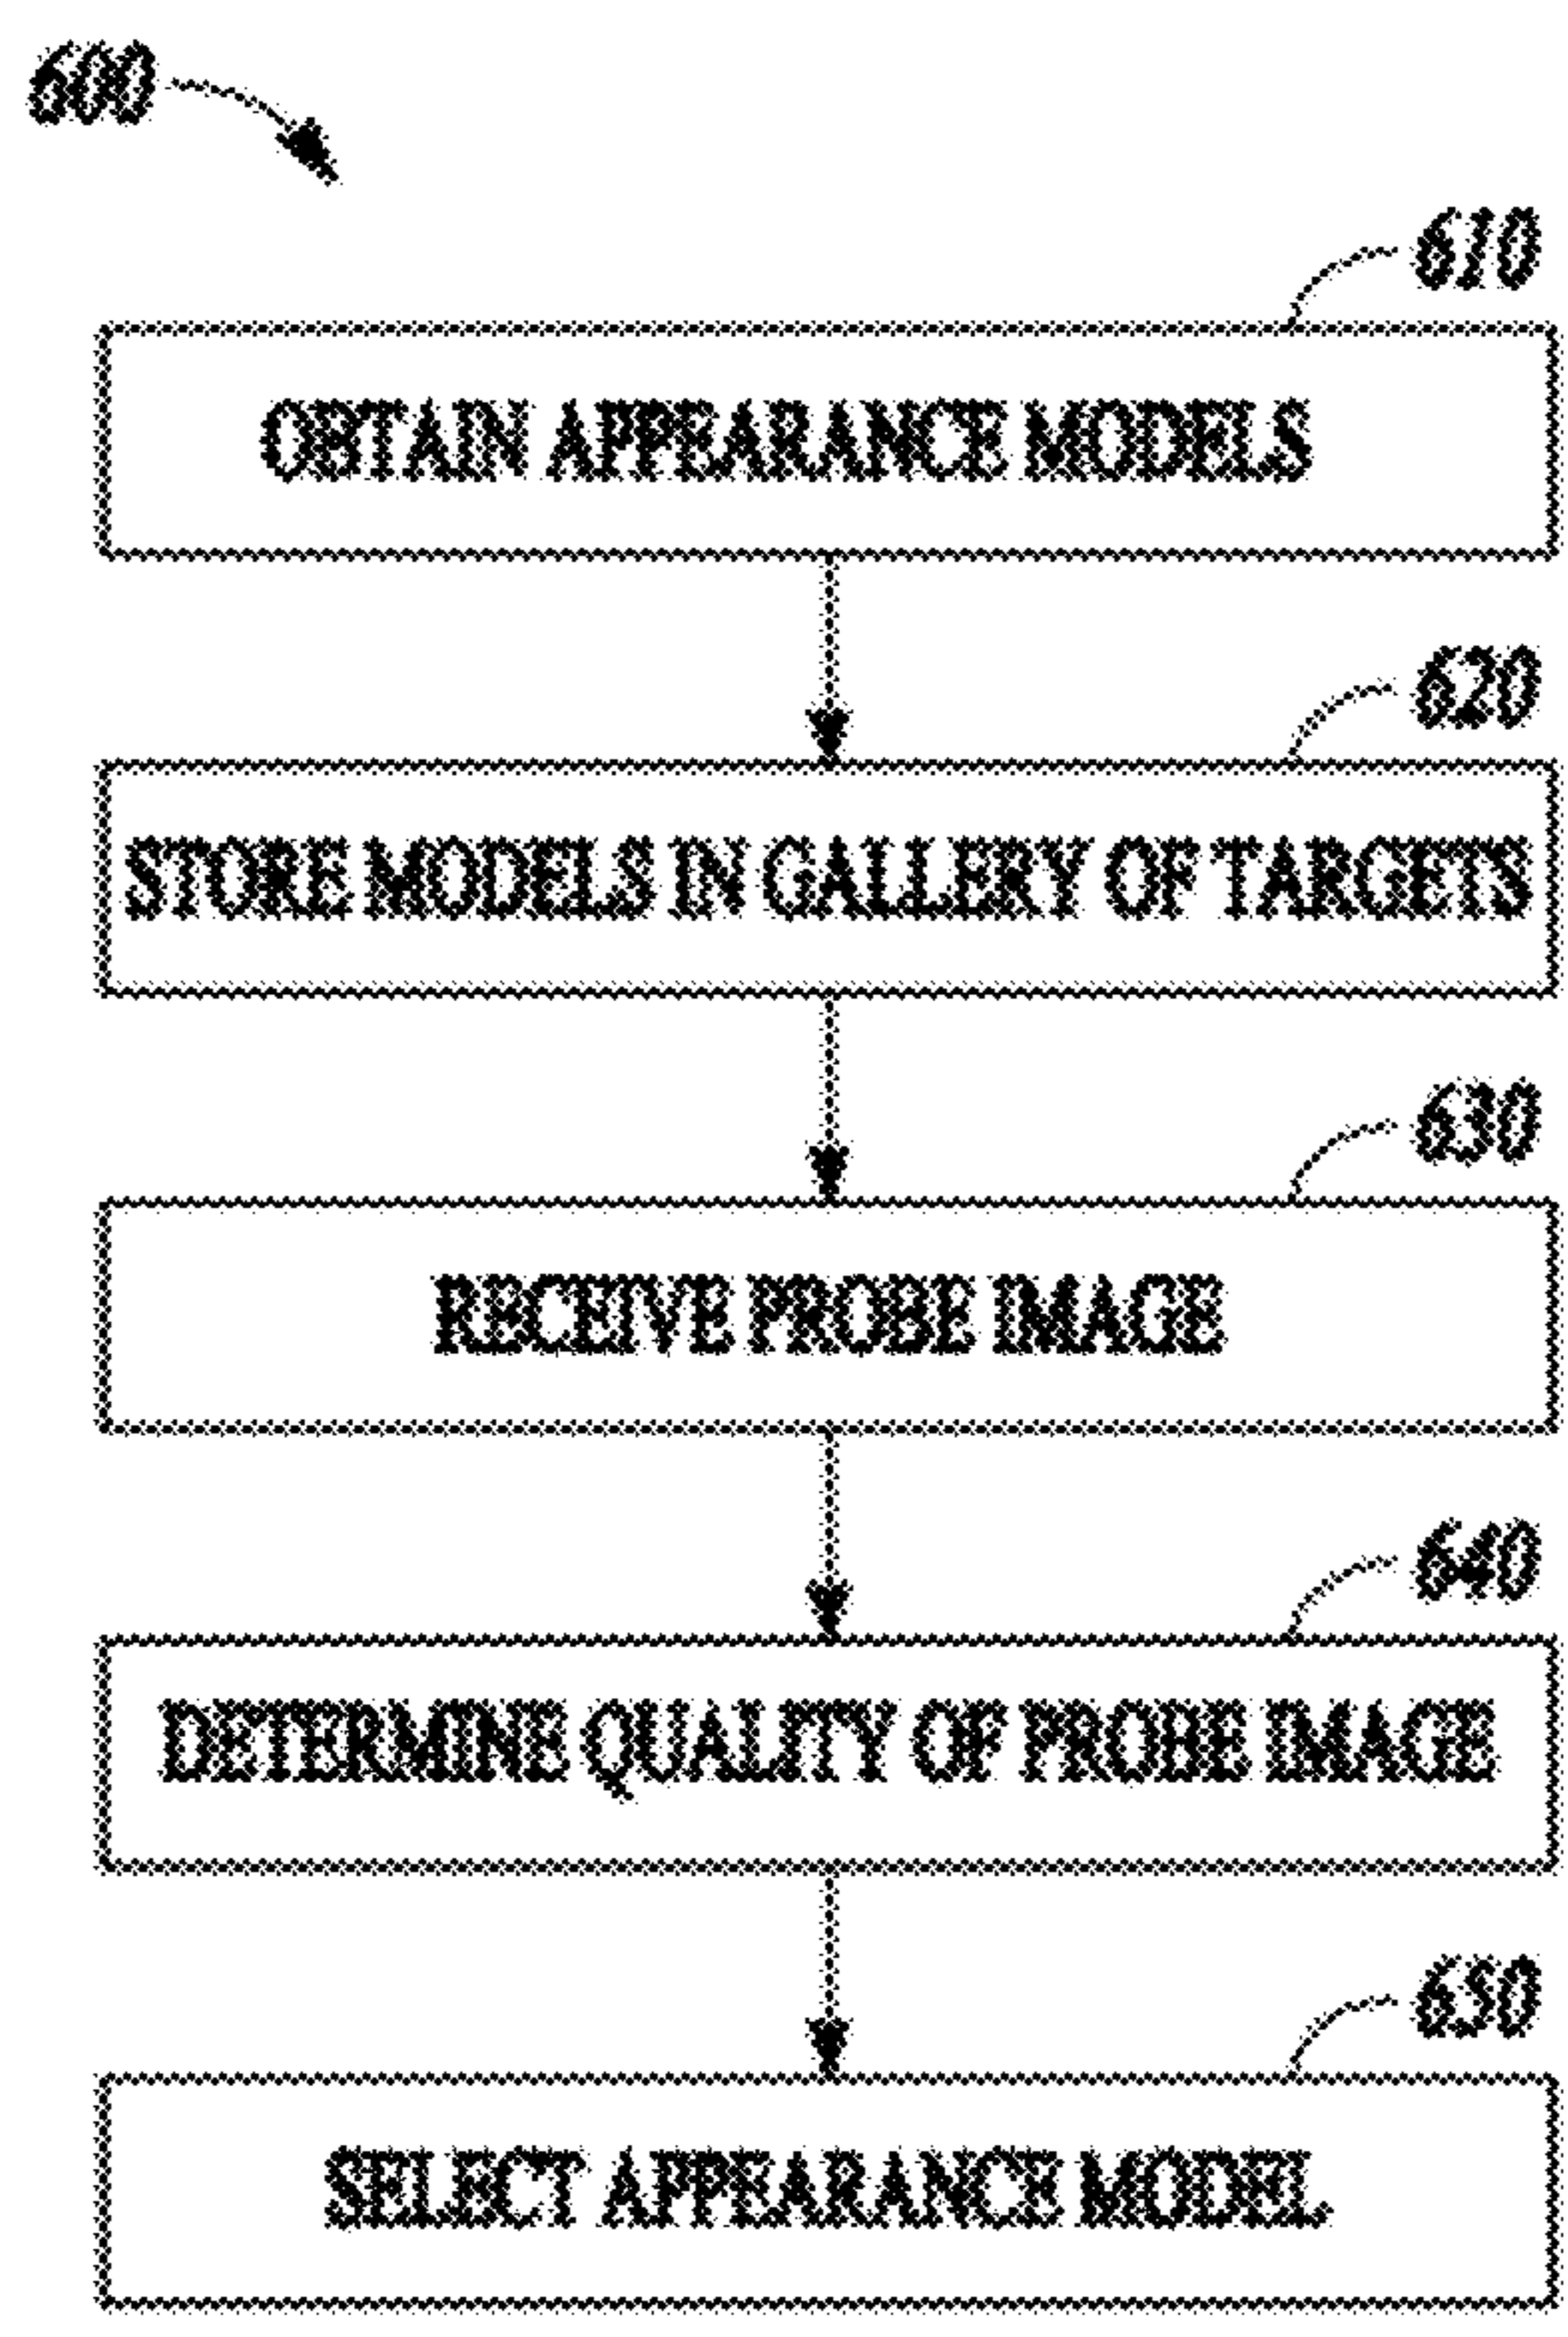 600
610
OBTAIN APPEARANCE MODELS
620
STORE MODELS IN GALLERY OF TARGETS
630
RECEIVE PROBE IMAGE
640
DETERMINE QUALITY OF PROBE IMAGE
650
SELECT APPEARANCE MODEL